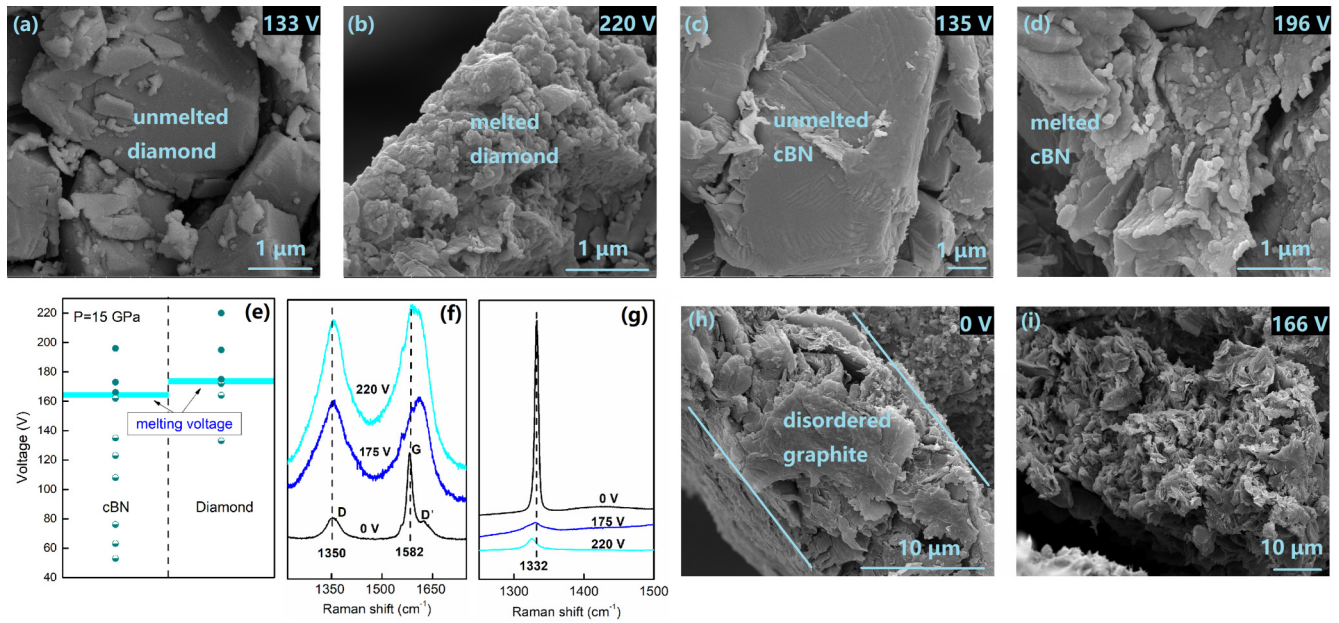 (a)
133 V
unmelted
diamond
1 μm
(b)
220 V
melted
diamond
1 μm
(c)
135 V
unmelted
cBN
1 μm
(d)
196 V
melted
cBN
1 μm
(e)
P=15 GPa
220
200
180
160
140
120
100
80
60
40
Voltage (V)
melting voltage
cBN
Diamond
(f)
220 V
175 V
G
D
0 V
D'
1350
1582
1350
1500
1650
Raman shift (cm⁻¹)
(g)
0 V
175 V
220 V
1332
1300
1400
1500
Raman shift (cm⁻¹)
(h)
0 V
disordered
graphite
10 μm
(i)
166 V
10 μm